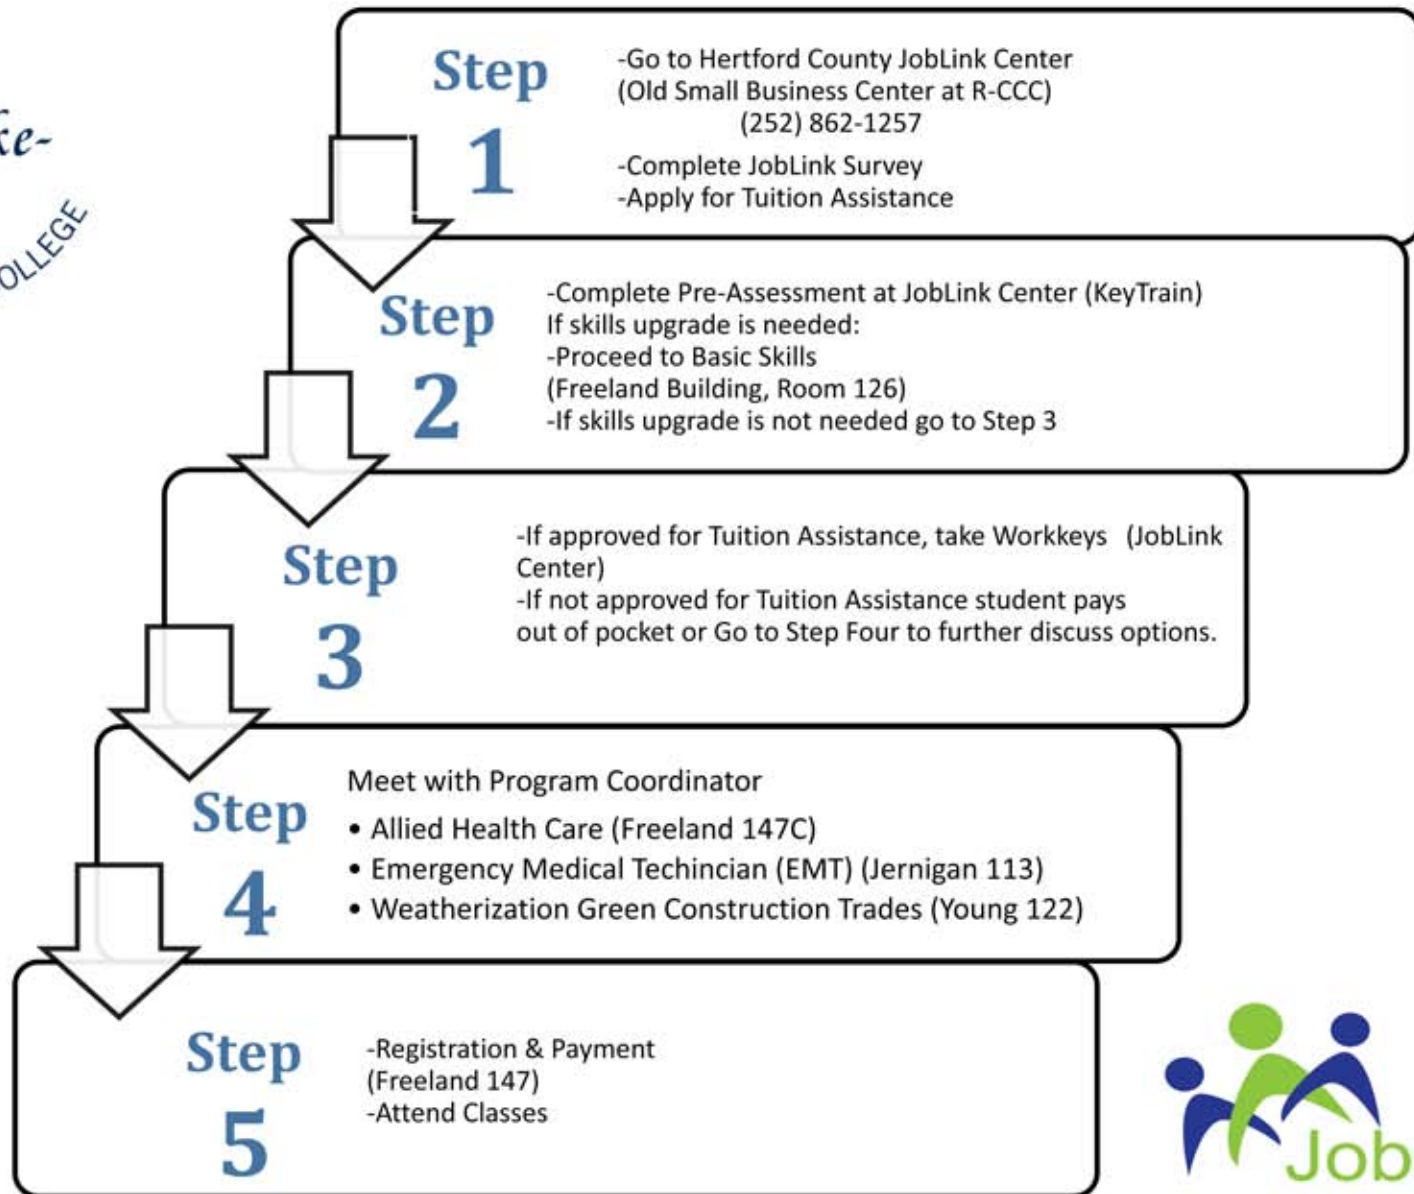 ke-
OLLEGE
Step
1
-Go to Hertford County JobLink Center
(Old Small Business Center at R-CCC)
(252) 862-1257
-Complete JobLink Survey
-Apply for Tuition Assistance
Step
2
-Complete Pre-Assessment at JobLink Center (KeyTrain)
If skills upgrade is needed:
-Proceed to Basic Skills
(Freeland Building, Room 126)
-If skills upgrade is not needed go to Step 3
Step
3
-If approved for Tuition Assistance, take Workkeys (JobLink
Center)
-If not approved for Tuition Assistance student pays
out of pocket or Go to Step Four to further discuss options.
Step
4
Meet with Program Coordinator
• Allied Health Care (Freeland 147C)
• Emergency Medical Techincian (EMT) (Jernigan 113)
• Weatherization Green Construction Trades (Young 122)
Step
5
-Registration & Payment
(Freeland 147)
-Attend Classes
Job